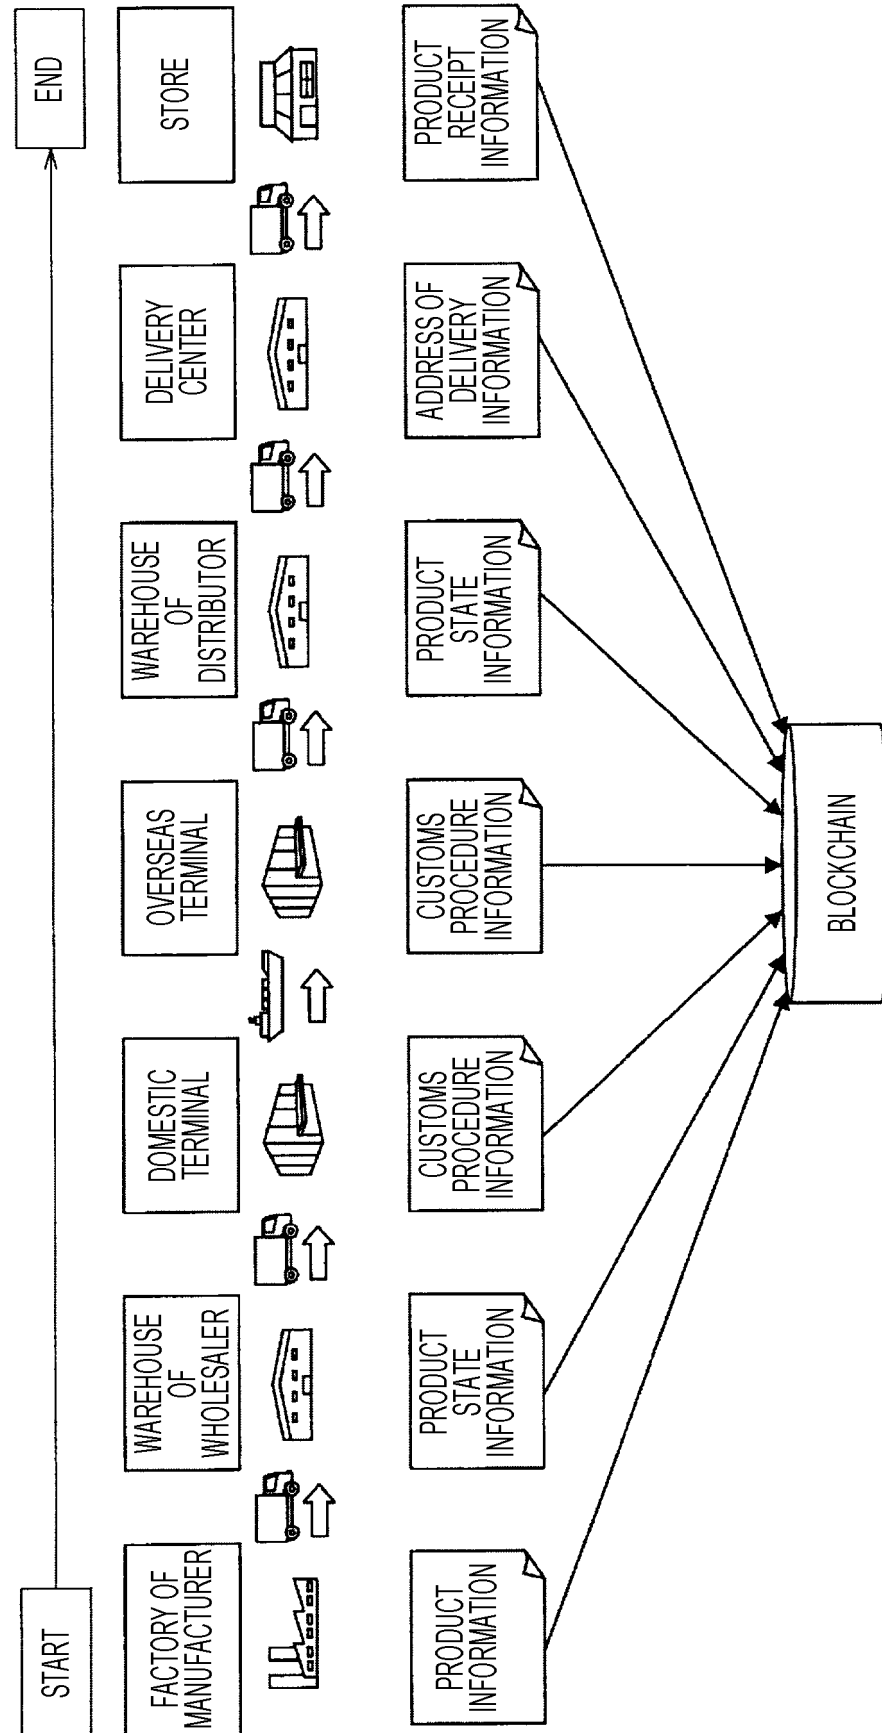 START
END
FACTORY OF
MANUFACTURER
WAREHOUSE
OF
WHOLESALER
DOMESTIC
TERMINAL
OVERSEAS
TERMINAL
WAREHOUSE
OF
DISTRIBUTOR
DELIVERY
CENTER
STORE
PRODUCT
INFORMATION
PRODUCT
STATE
INFORMATION
CUSTOMS
PROCEDURE
INFORMATION
CUSTOMS
PROCEDURE
INFORMATION
PRODUCT
STATE
INFORMATION
ADDRESS OF
DELIVERY
INFORMATION
PRODUCT
RECEIPT
INFORMATION
BLOCKCHAIN